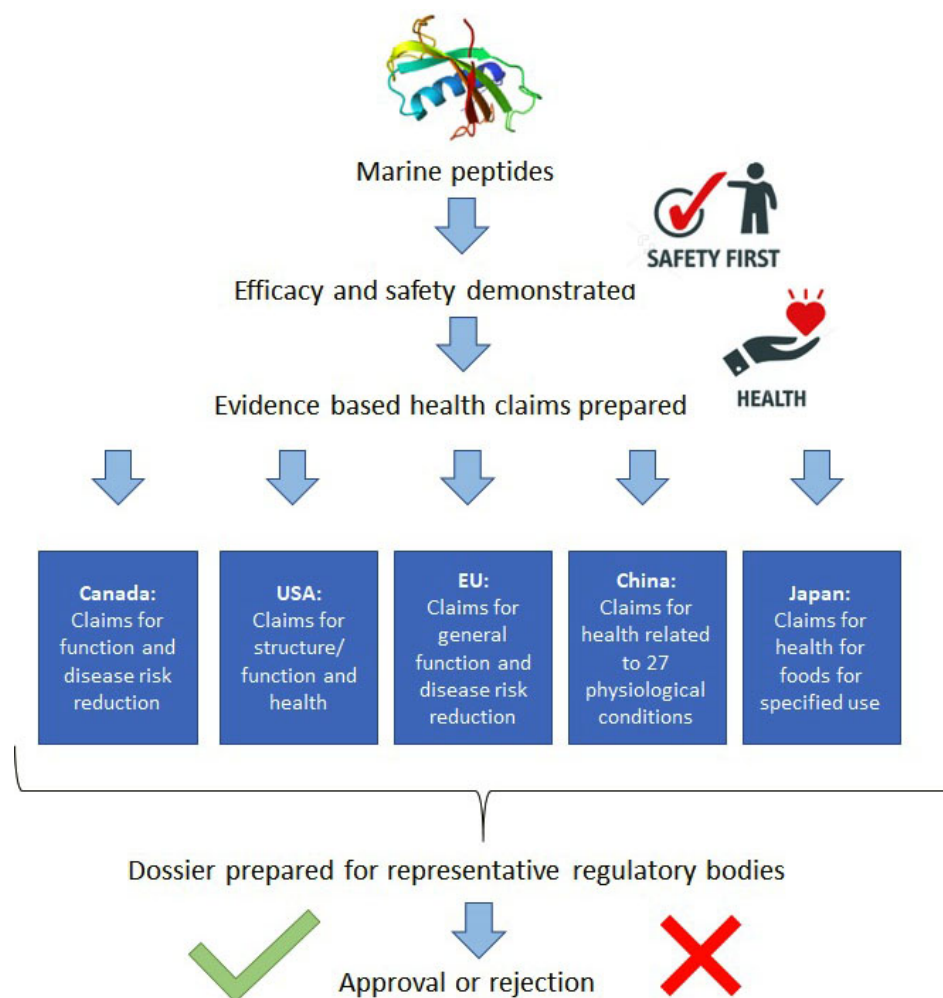 Marine peptides
SAFETY FIRST
Efficacy and safety demonstrated
HEALTH
Evidence based health claims prepared
Canada:
Claims for
function and
disease risk
reduction
USA:
Claims for
structure/
function and
health
EU:
Claims for
general
function and
disease risk
reduction
China:
Claims for
health related
to 27
physiological
conditions
Japan:
Claims for
health for
foods for
specified use
Dossier prepared for representative regulatory bodies
Approval or rejection